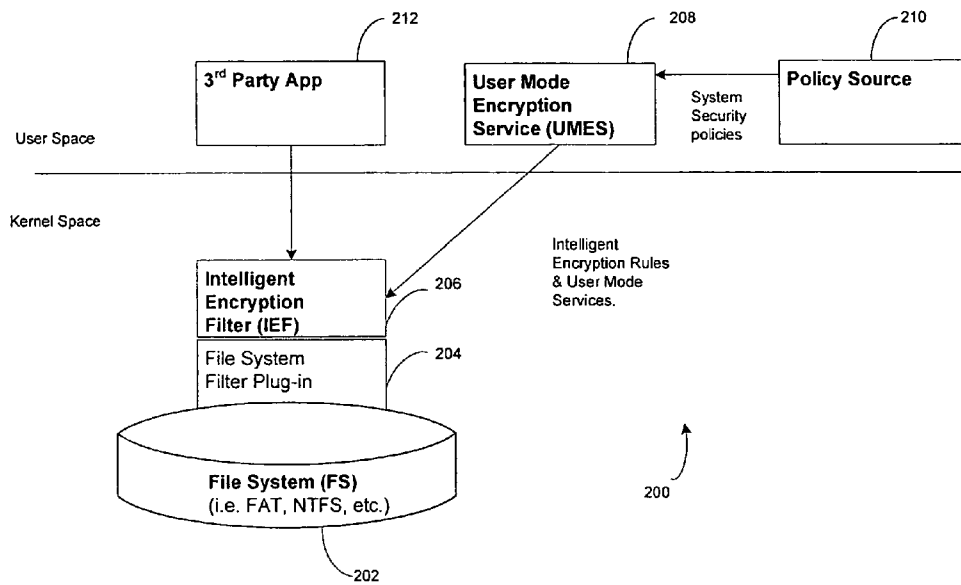 212
208
210
3rd Party App
User Mode
Encryption
Service (UMES)
Policy Source
System
Security
policies
User Space
Kernel Space
Intelligent
Encryption
Filter (IEF)
206
Intelligent
Encryption Rules
& User Mode
Services.
File System
Filter Plug-in
204
File System (FS)
(i.e. FAT, NTFS, etc.)
200
202